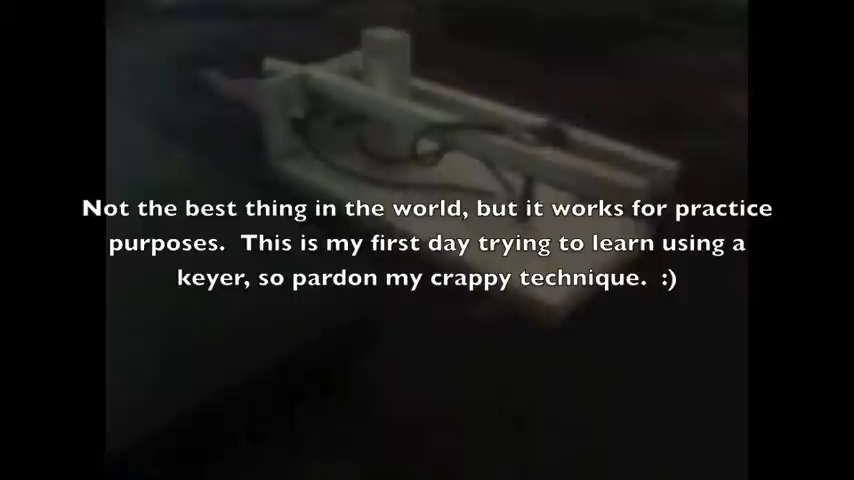 Not the best thing in the world, but it works for practice
purposes.  This is my first day trying to learn using a
keyer, so pardon my crappy technique.  :)